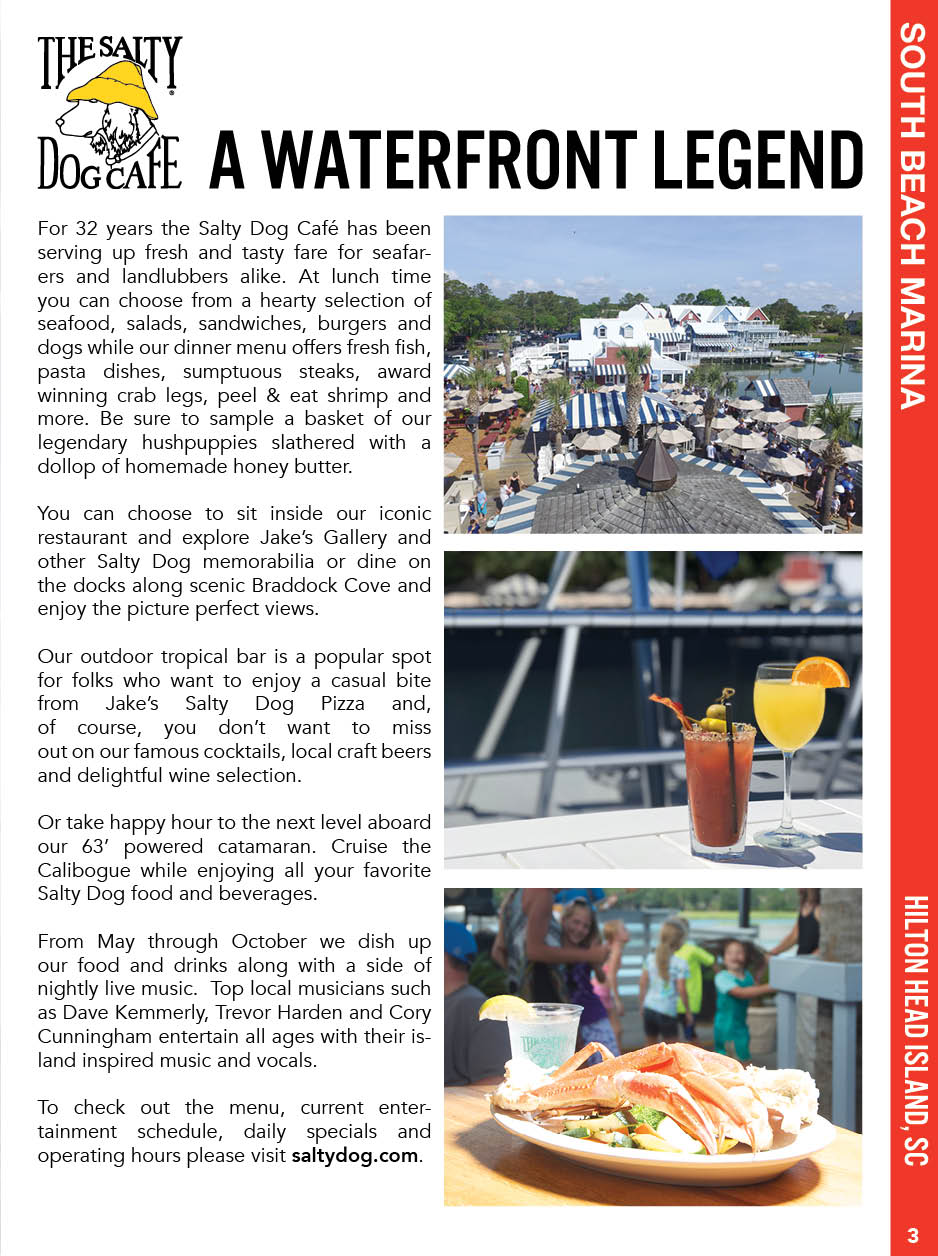 THE SALTY
DOG CAFE
®
A WATERFRONT LEGEND
For 32 years the Salty Dog Café has been
serving up fresh and tasty fare for seafar-
ers and landlubbers alike. At lunch time
you can choose from a hearty selection of
seafood, salads, sandwiches, burgers and
dogs while our dinner menu offers fresh fish,
pasta dishes, sumptuous steaks, award
winning crab legs, peel & eat shrimp and
more. Be sure to sample a basket of our
legendary hushpuppies slathered with a
dollop of homemade honey butter.
You can choose to sit inside our iconic
restaurant and explore Jake's Gallery and
other Salty Dog memorabilia or dine on
the docks along scenic Braddock Cove and
enjoy the picture perfect views.
Our outdoor tropical bar is a popular spot
for folks who want to enjoy a casual bite
from Jake's Salty Dog Pizza and,
of course, you don't want to miss
out on our famous cocktails, local craft beers
and delightful wine selection.
Or take happy hour to the next level aboard
our 63' powered catamaran. Cruise the
Calibogue while enjoying all your favorite
Salty Dog food and beverages.
From May through October we dish up
our food and drinks along with a side of
nightly live music.  Top local musicians such
as Dave Kemmerly, Trevor Harden and Cory
Cunningham entertain all ages with their is-
land inspired music and vocals.
To check out the menu, current enter-
tainment schedule, daily specials and
operating hours please visit saltydog.com.
THE SALTY
SOUTH BEACH MARINA
HILTON HEAD ISLAND, SC
3